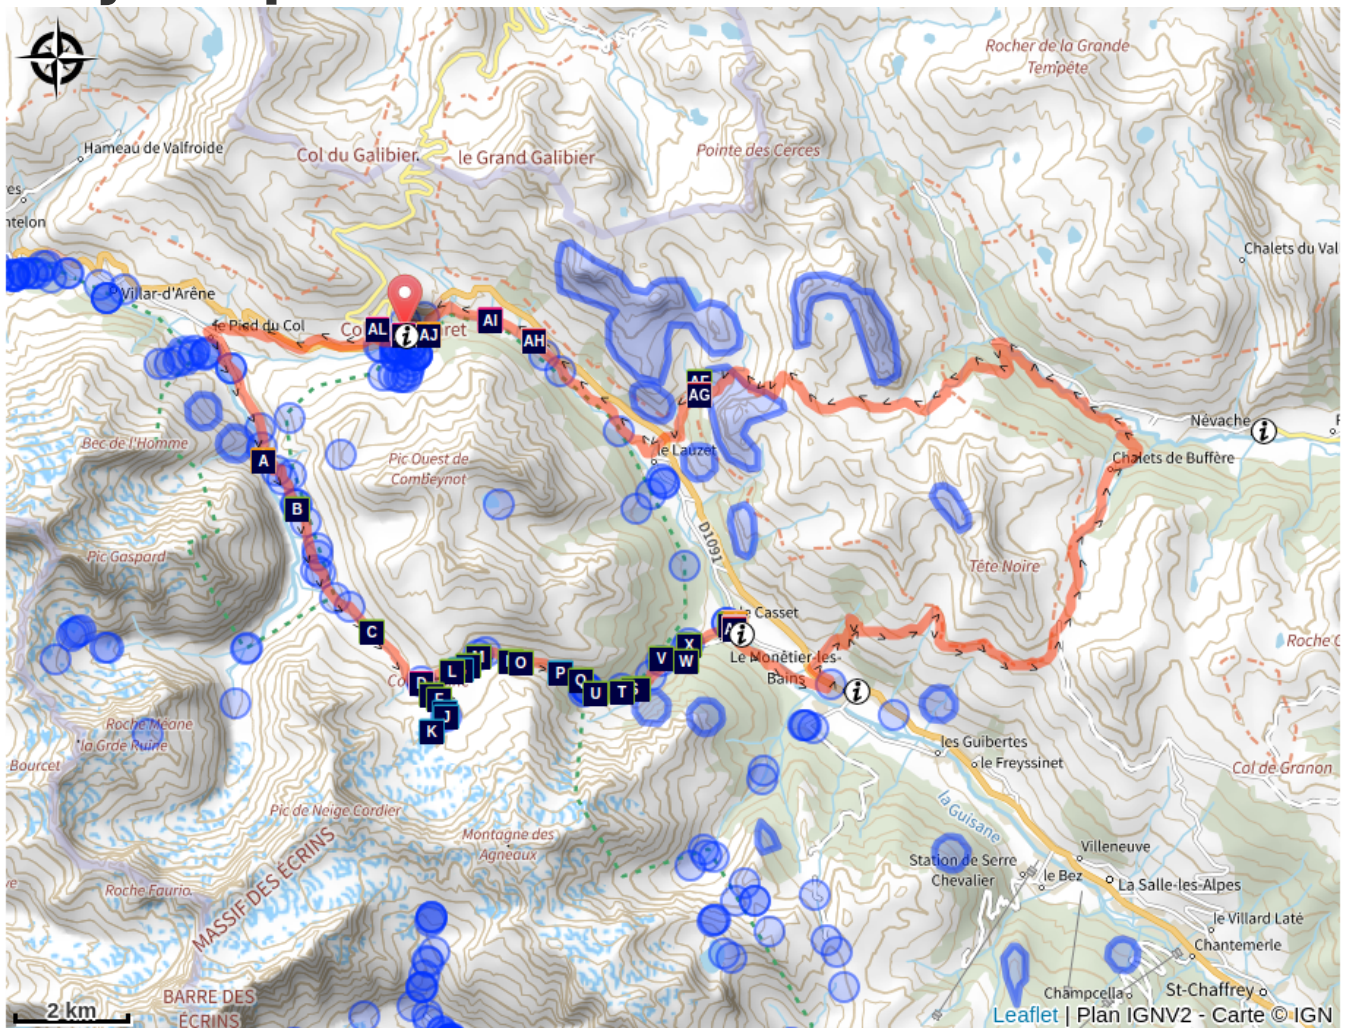 Rocher de la Grande
Tempête
Hameau de Valfroide
Col du Galibier
le Grand Galibier
Pointe des Cerces
ntelon
Chalets du Val
Villar-d'Arêne
le Pied du Col
AL
AJ
AI
AH
AG
Névache
Bec de l'Homme
le Lauzet
Chalets de Buffère
A
Pic Ouest de
Combeynot
B
D1091
Pic Gaspard
Tête Noire
le Casset
C
X
Roche
L
O
V
W
Le Monêtier-les-
Bains
P
Q
D
U
T
S
E
J
K
Roche Méane
la Grde Ruine
les Guibertes
Bourcet
le Freyssinet
Col de Granon
Pic de Neige Cordier
la Guisane
Montagne des
Agneaux
Villeneuve
Station de Serre
Chevalier
le Bez
La Salle-les-Alpes
Roche Faurio
MASSIF DES ÉCRINS
le Villard Laté
Chantemerle
BARRE DES
ÉCRINS
Champcella
St-Chaffrey
2 km
Leaflet | Plan IGNV2 - Carte © IGN